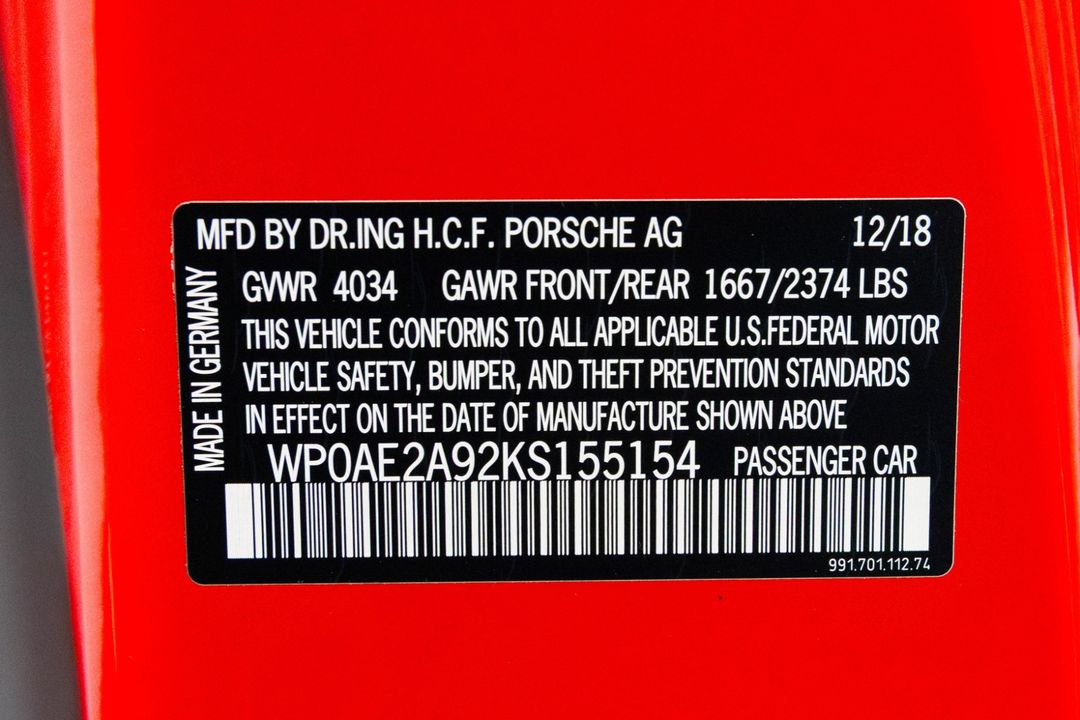 MFD BY DR.ING H.C.F. PORSCHE AG 12/18
GVWR 4034 GAWR FRONT/REAR 1667/2374 LBS
THIS VEHICLE CONFORMS TO ALL APPLICABLE U.S.FEDERAL MOTOR
VEHICLE SAFETY, BUMPER, AND THEFT PREVENTION STANDARDS
IN EFFECT ON THE DATE OF MANUFACTURE SHOWN ABOVE
WP0AE2A92KS155154 PASSENGER CAR
991.701.112.74
MADE IN GERMANY